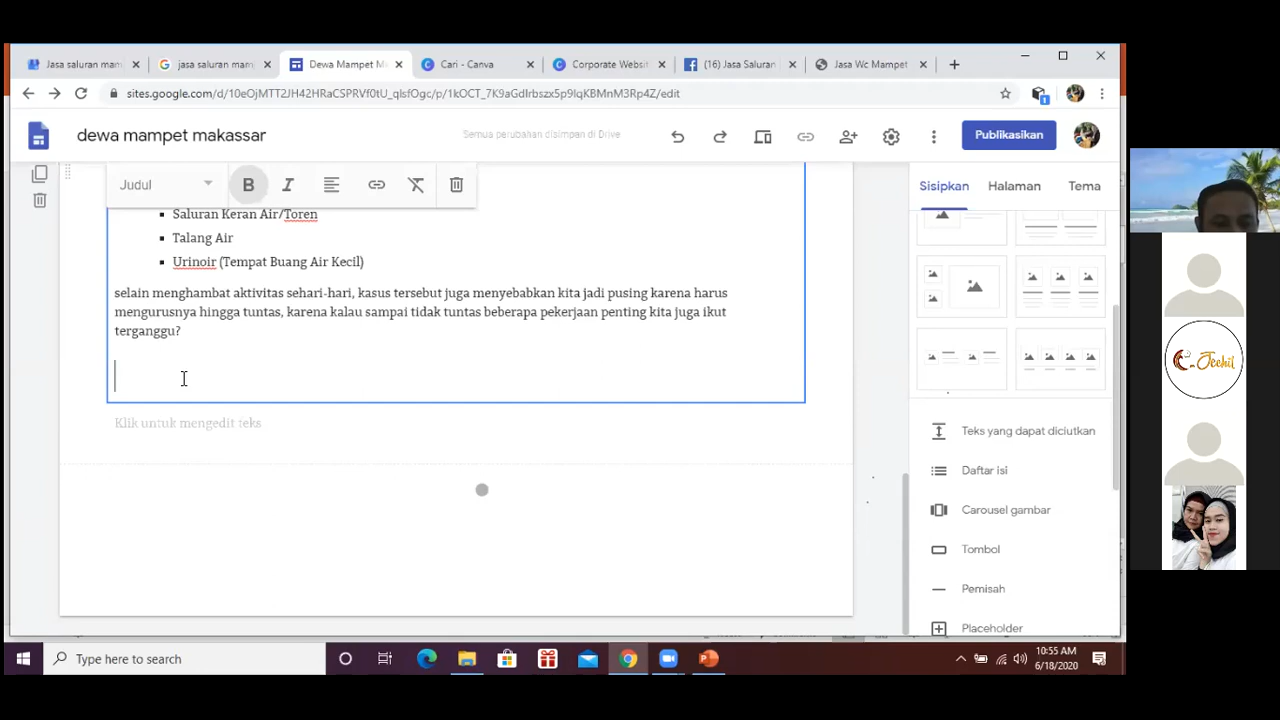 Jasa saluran mam
jasa saluran mam
Dewa Mampet M
Cari - Canva
Corporate Websit
(16) Jasa Saluran
Jasa Wc Mampet
sites.google.com/d/10eOjMTT2JH42HRaCSPRVf0tU_qlsfOgc/p/1kOCT_7K9aGdIrbszx5p9IqKBMnM3Rp4Z/edit
dewa mampet makassar
Semua perubahan disimpan di Drive
Publikasikan
Judul
B
I
Sisipkan
Halaman
Tema
Saluran Keran Air/Toren
Talang Air
Urinoir (Tempat Buang Air Kecil)
selain menghambat aktivitas sehari-hari, kasus tersebut juga menyebabkan kita jadi pusing karena harus
mengurusnya hingga tuntas, karena kalau sampai tidak tuntas beberapa pekerjaan penting kita juga ikut
terganggu?
Klik untuk mengedit teks
Teks yang dapat diciutkan
Daftar isi
Carousel gambar
Tombol
Pemisah
Placeholder
Jechil
Type here to search
10:55 AM
6/18/2020